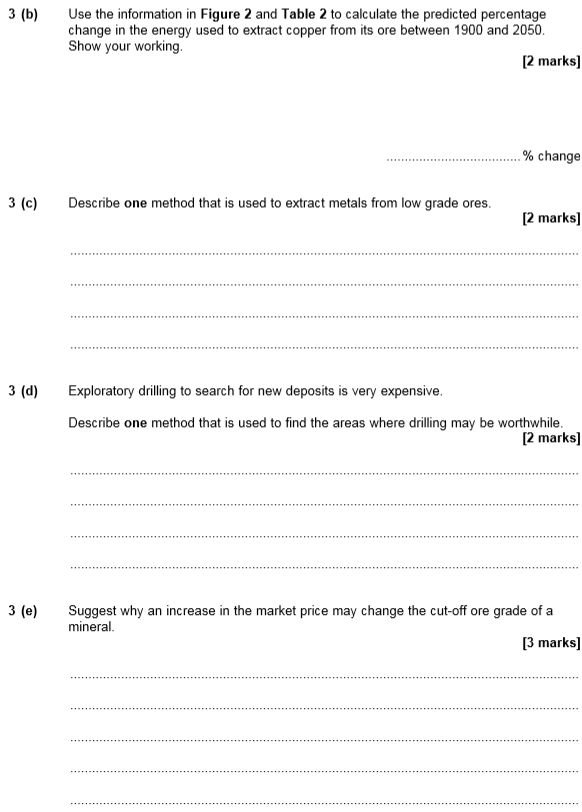 3 (b) Use the information in Figure 2 and Table 2 to calculate the predicted percentage
change in the energy used to extract copper from its ore between 1900 and 2050.
Show your working.
[2 marks]
..................................... % change
3 (c) Describe one method that is used to extract metals from low grade ores.
[2 marks]
3 (d) Exploratory drilling to search for new deposits is very expensive.
Describe one method that is used to find the areas where drilling may be worthwhile.
[2 marks]
3 (e) Suggest why an increase in the market price may change the cut-off ore grade of a
mineral.
[3 marks]